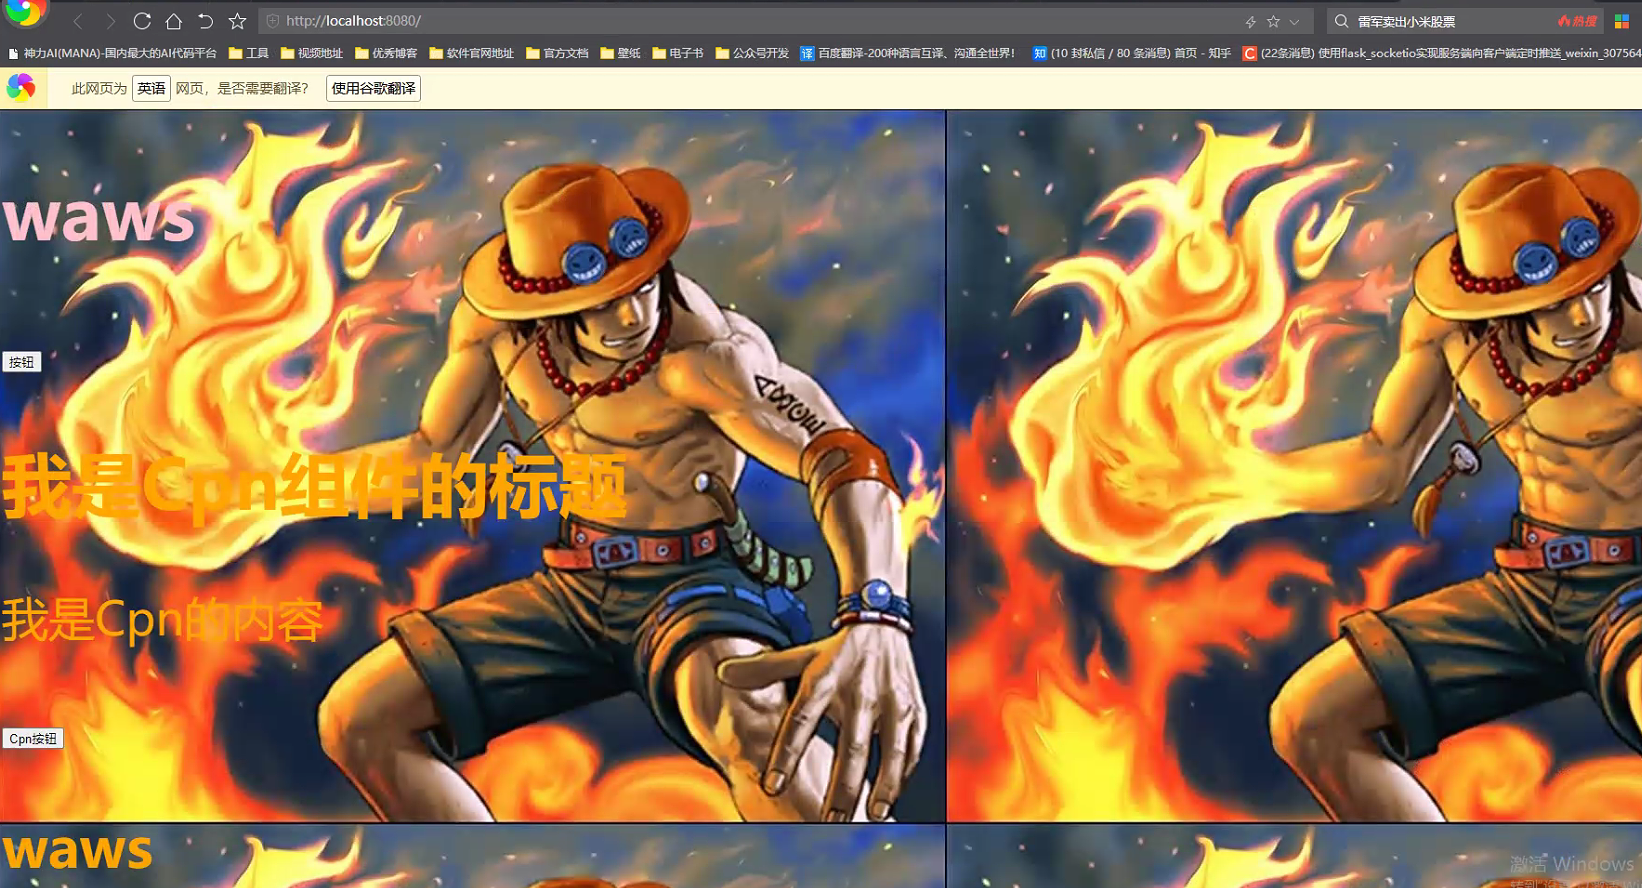 http://localhost:8080/
雷军卖出小米股票
热搜
神力AI(MANA)-国内最大的AI代码平台
工具
视频地址
优秀博客
软件官网地址
官方文档
壁纸
电子书
公众号开发
译 百度翻译-200种语言互译、沟通全世界!
知 (10 封私信 / 80 条消息) 首页 - 知乎
C (22条消息) 使用flask_socketio实现服务端向客户端定时推送_weixin_307564
此网页为 英语 网页，是否需要翻译? 使用谷歌翻译
waws
按钮
我是Cpn组件的标题
我是Cpn的内容
Cpn按钮
waws
激活 Windows